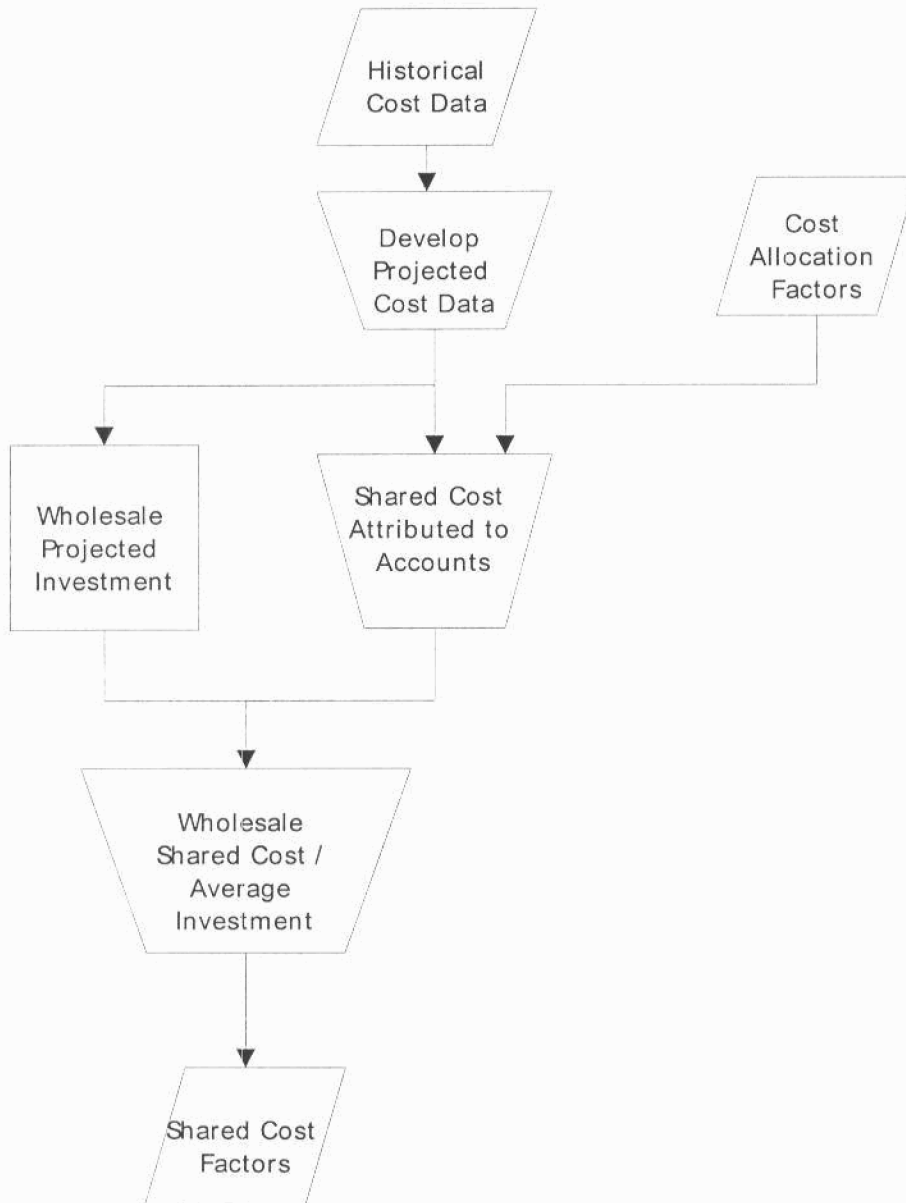 Historical
Cost Data
Develop
Projected
Cost Data
Cost
Allocation
Factors
Wholesale
Projected
Investment
Shared Cost
Attributed to
Accounts
Wholesale
Shared Cost /
Average
Investment
Shared Cost
Factors